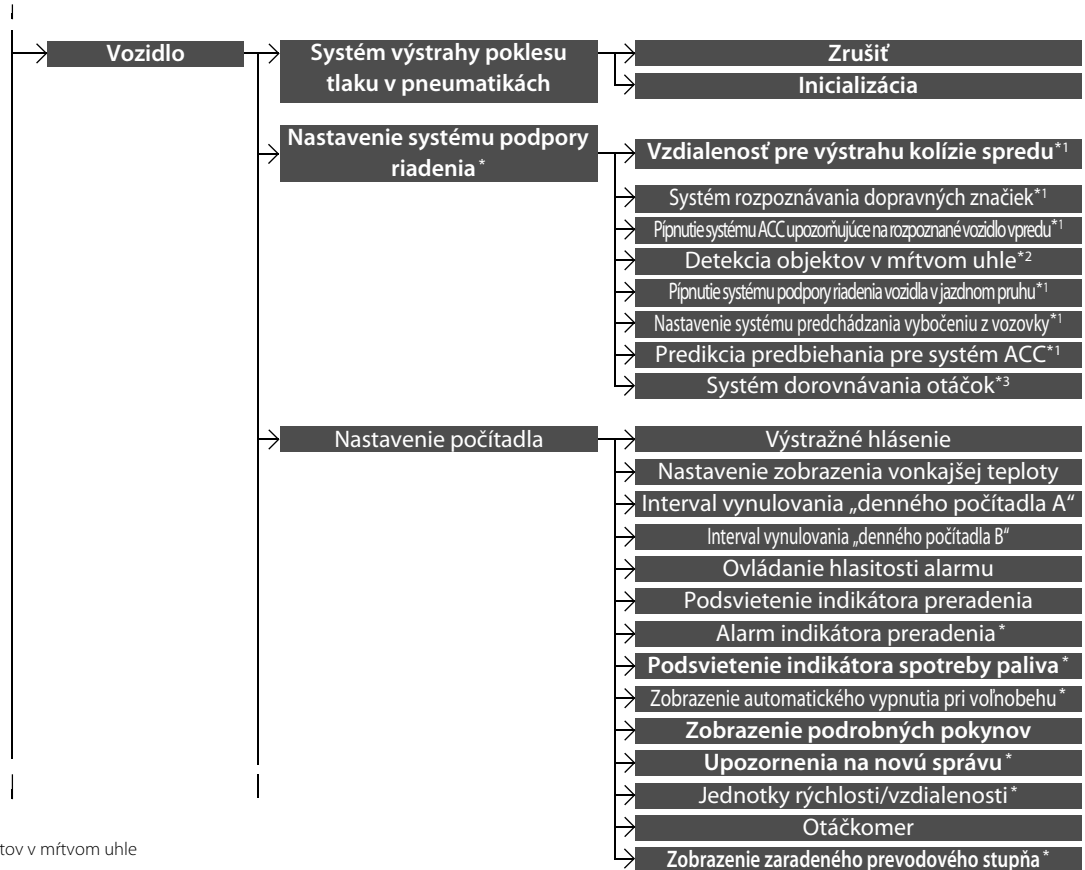 Vozidlo
Systém výstrahy poklesu
tlaku v pneumatikách
Zrušiť
Inicializácia
Nastavenie systému podpory
riadenia*
Vzdialenosť pre výstrahu kolízie spredu*1
Systém rozpoznávania dopravných značiek*1
Pípnutie systému ACC upozorňujúce na rozpoznané vozidlo vpredu*1
Detekcia objektov v mŕtvom uhle*2
Pípnutie systému podpory riadenia vozidla v jazdnom pruhu*1
Nastavenie systému predchádzania vybočeniu z vozovky*1
Predikcia predbiehania pre systém ACC*1
Systém dorovnávania otáčok*3
Nastavenie počítadla
Výstražné hlásenie
Nastavenie zobrazenia vonkajšej teploty
Interval vynulovania „denného počítadla A“
Interval vynulovania „denného počítadla B“
Ovládanie hlasitosti alarmu
Podsvietenie indikátora preradenia
Alarm indikátora preradenia*
Podsvietenie indikátora spotreby paliva*
Zobrazenie automatického vypnutia pri voľnobehu*
Zobrazenie podrobných pokynov
Upozornenia na novú správu*
Jednotky rýchlosti/vzdialenosti*
Otáčkomer
Zobrazenie zaradeného prevodového stupňa*
tov v mŕtvom uhle